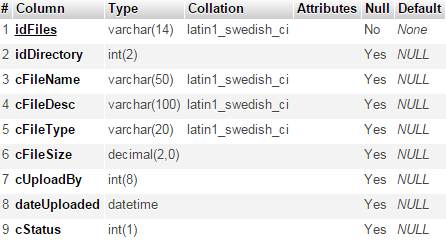 # Column Type Collation Attributes Null Default
1 idFiles varchar(14) latin1_swedish_ci No None
2 idDirectory int(2) Yes NULL
3 cFileName varchar(50) latin1_swedish_ci Yes NULL
4 cFileDesc varchar(100) latin1_swedish_ci Yes NULL
5 cFileType varchar(20) latin1_swedish_ci Yes NULL
6 cFileSize decimal(2,0) Yes NULL
7 cUploadBy int(8) Yes NULL
8 dateUploaded datetime Yes NULL
9 cStatus int(1) Yes NULL